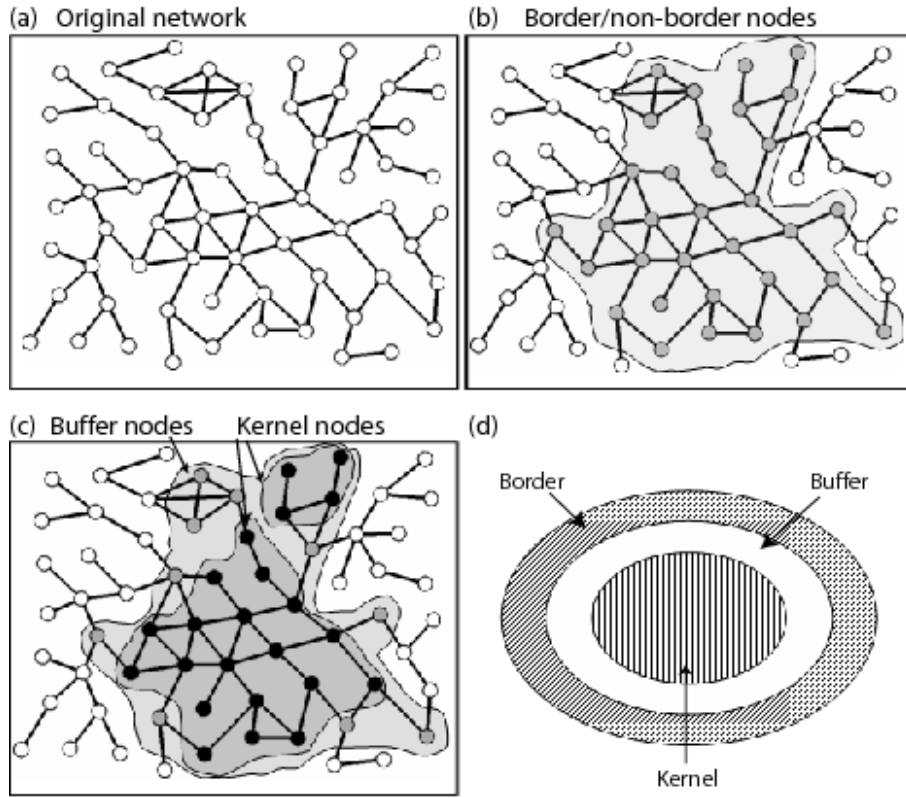 (a) Original network
(b) Border/non-border nodes
(c) Buffer nodes
Kernel nodes
(d)
Border
Buffer
Kernel